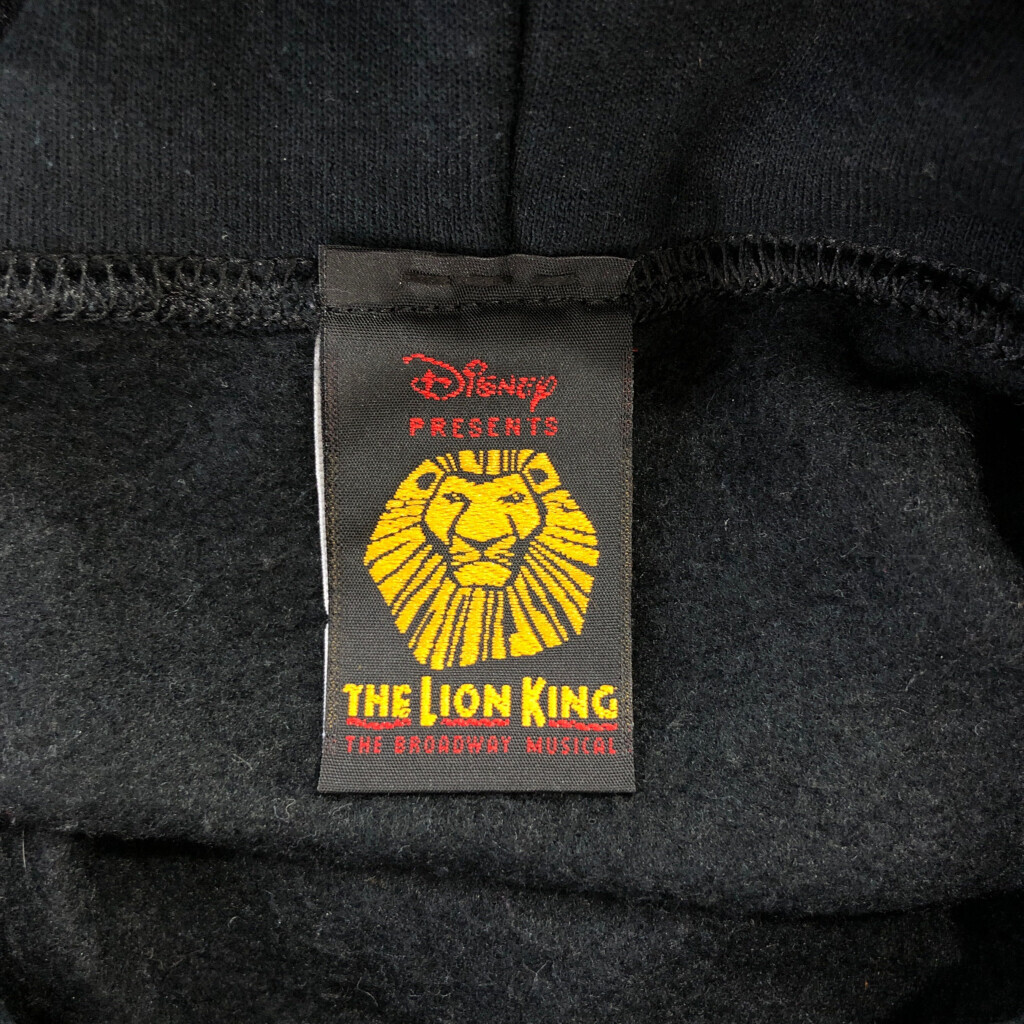 Disney
PRESENTS
THE LION KING
THE BROADWAY MUSICAL